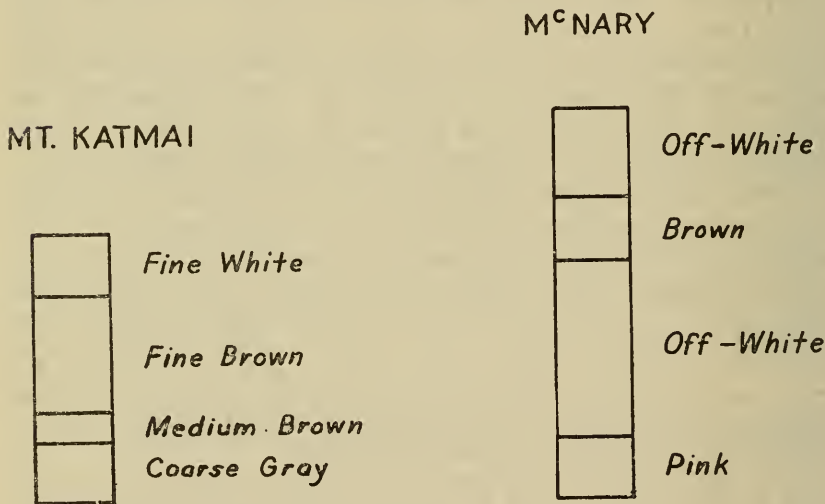 MᶜNARY
Off-White
Brown
Off-White
Pink
MT. KATMAI
Fine White
Fine Brown
Medium Brown
Coarse Gray